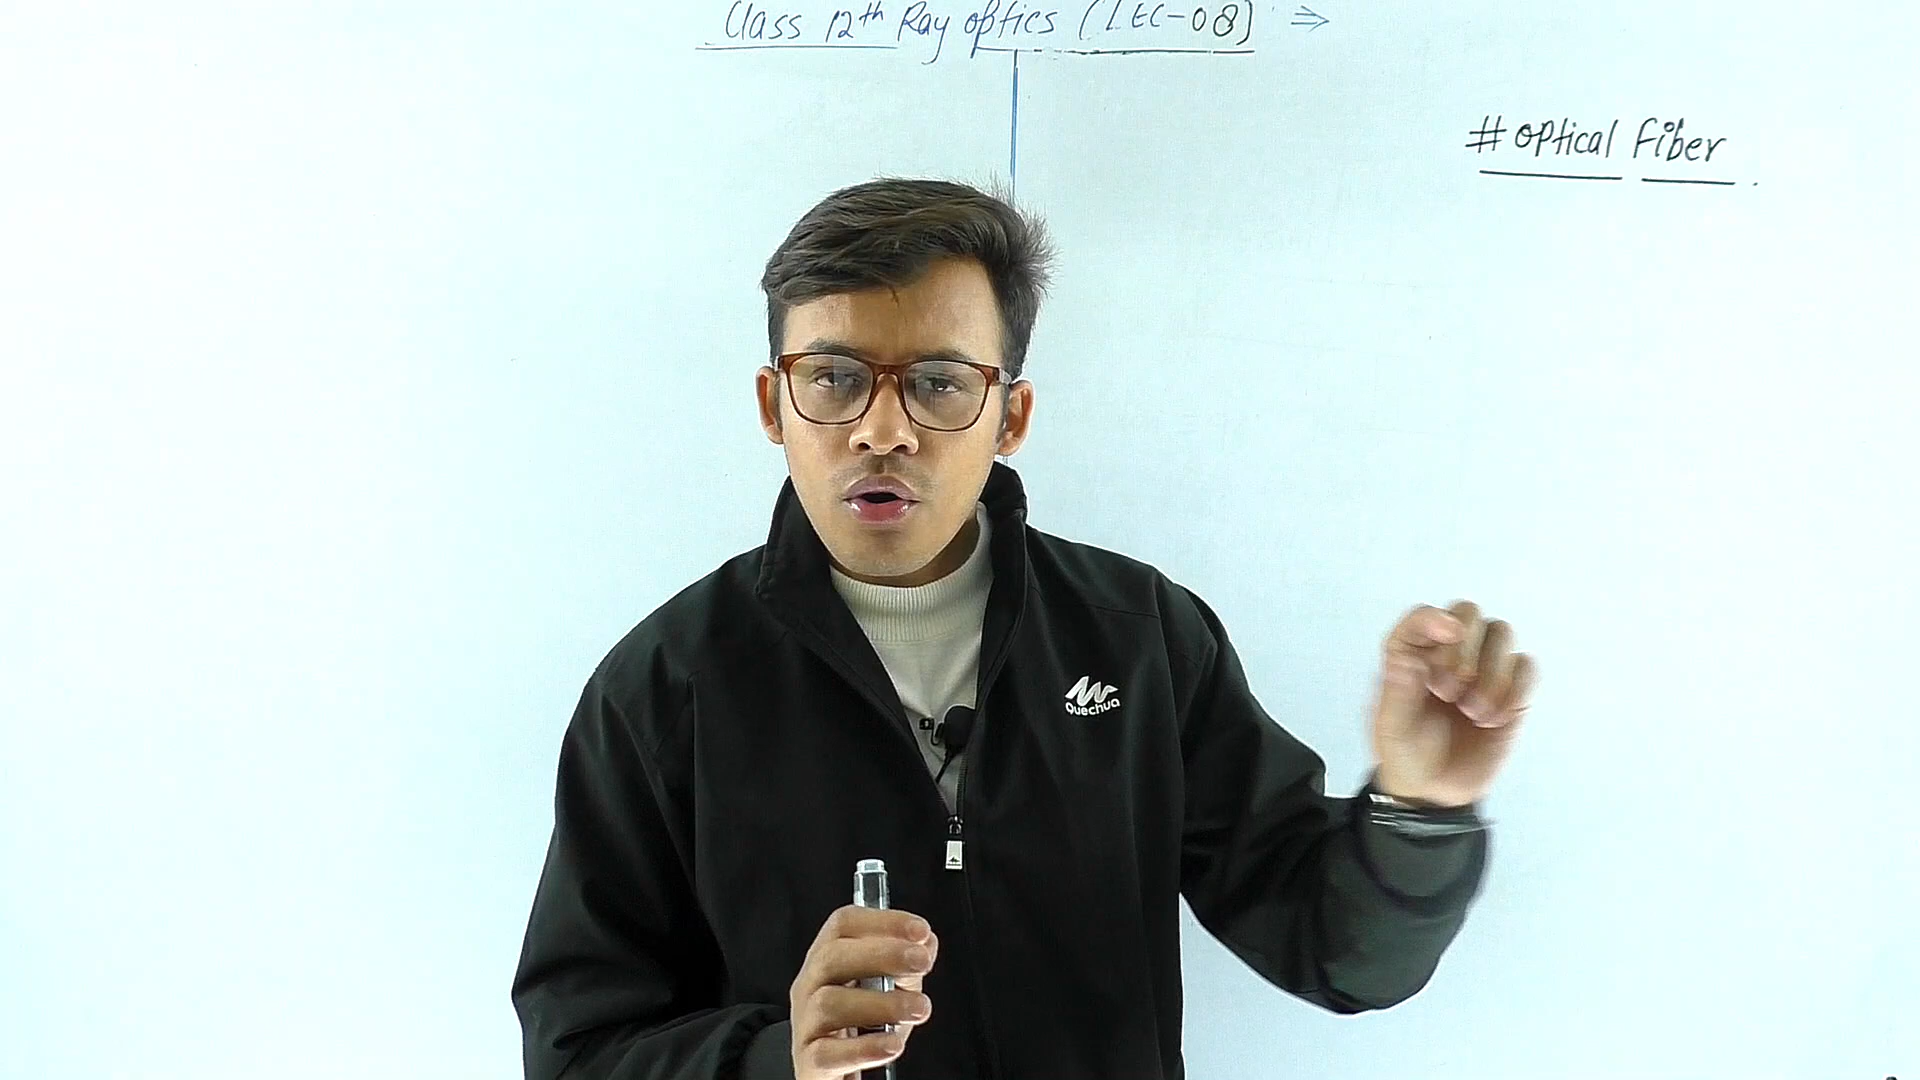 Class 12th Ray optics (LEC-08) ⇒
# optical Fiber
Quechua